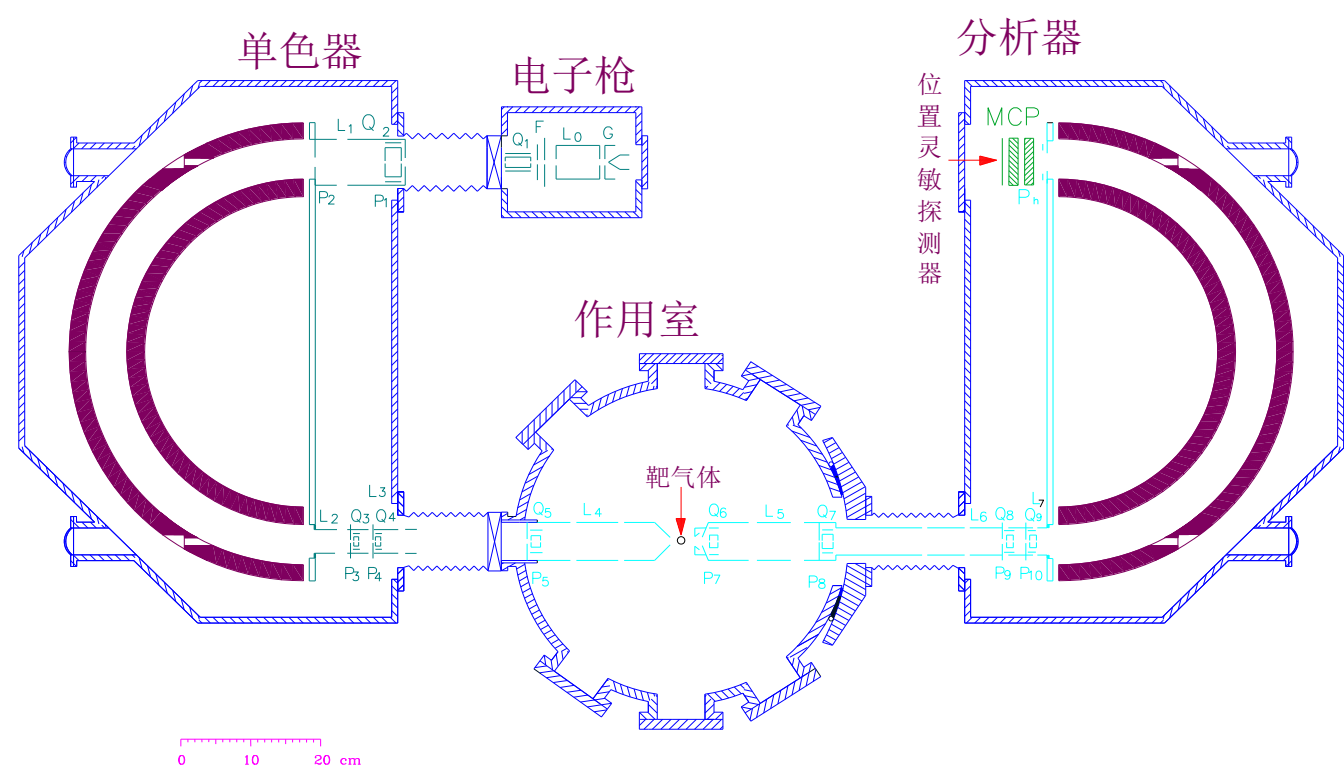 单色器
电子枪
分析器
位置灵敏探测器
MCP
L1 Q2
Q1 F L0 G
P2 P1
Ph
作用室
靶气体
L3
L2 Q3 Q4
P3 P4
Q5 L4
P5
Q6 L5 Q7
P7 P8
L7
L6 Q8 Q9
P9 P10
0 10 20 cm